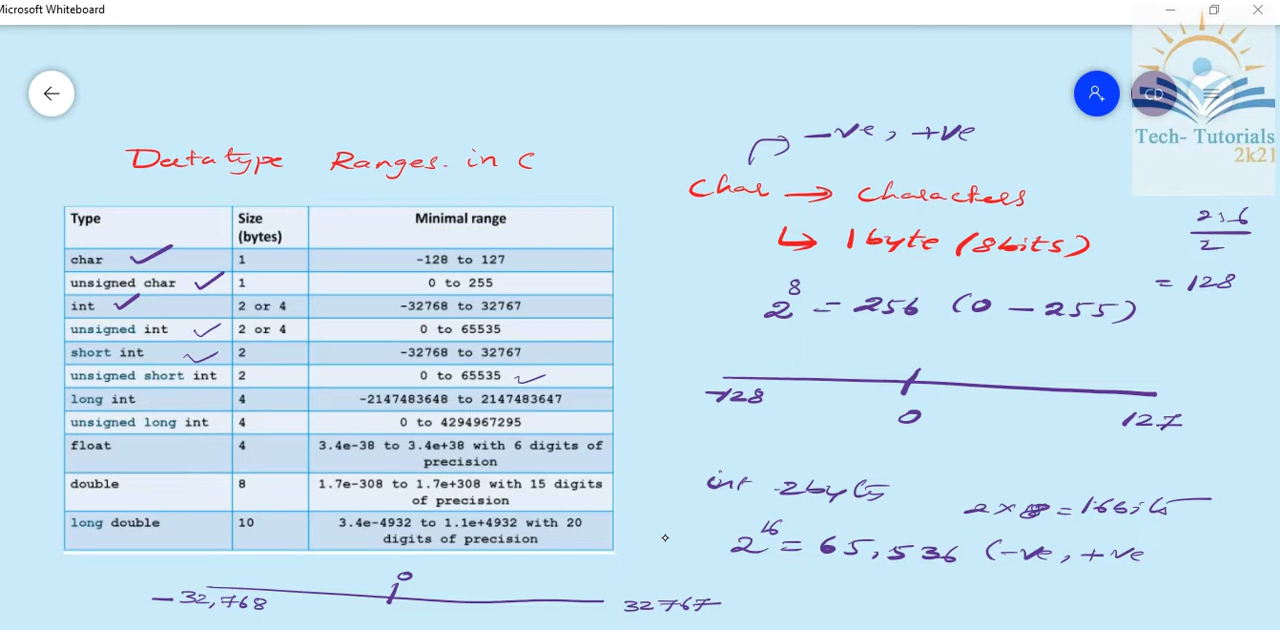 Microsoft Whiteboard
CD
Tech- Tutorials
2k21
Datatype Ranges. in C
Type Size (bytes) Minimal range
char 1 -128 to 127
unsigned char 1 0 to 255
int 2 or 4 -32768 to 32767
unsigned int 2 or 4 0 to 65535
short int 2 -32768 to 32767
unsigned short int 2 0 to 65535
long int 4 -2147483648 to 2147483647
unsigned long int 4 0 to 4294967295
float 4 3.4e-38 to 3.4e+38 with 6 digits of
precision
double 8 1.7e-308 to 1.7e+308 with 15 digits
of precision
long double 10 3.4e-4932 to 1.1e+4932 with 20
digits of precision
-32,768 0 32767
-ve, +ve
Char → Characters
↳ 1 byte (8bits)
2^8 = 256 (0 - 255)
256
2
= 128
-128 0 127
int 2byts
2 x 8 = 16bits
2^16 = 65,536 (-ve, +ve